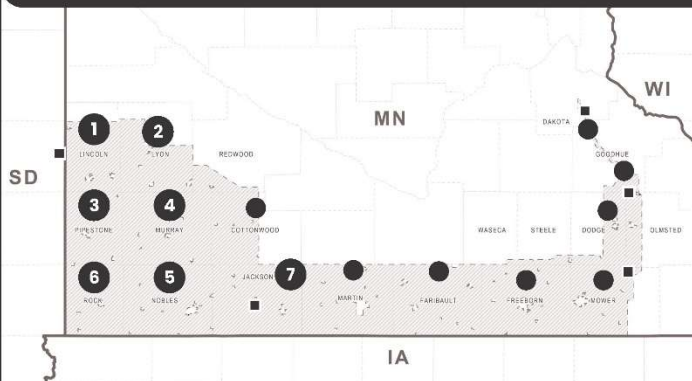 WI
MN
DAKOTA
1
2
LINCOLN
LYON
REDWOOD
GOODHUE
SD
3
4
PIPESTONE
MURRAY
COTTONWOOD
WASECA
STEELE
DODGE
OLMSTED
6
5
JACKSON
7
ROCK
NOBLES
MARTIN
FARIBAULT
FREEBORN
MOWER
IA